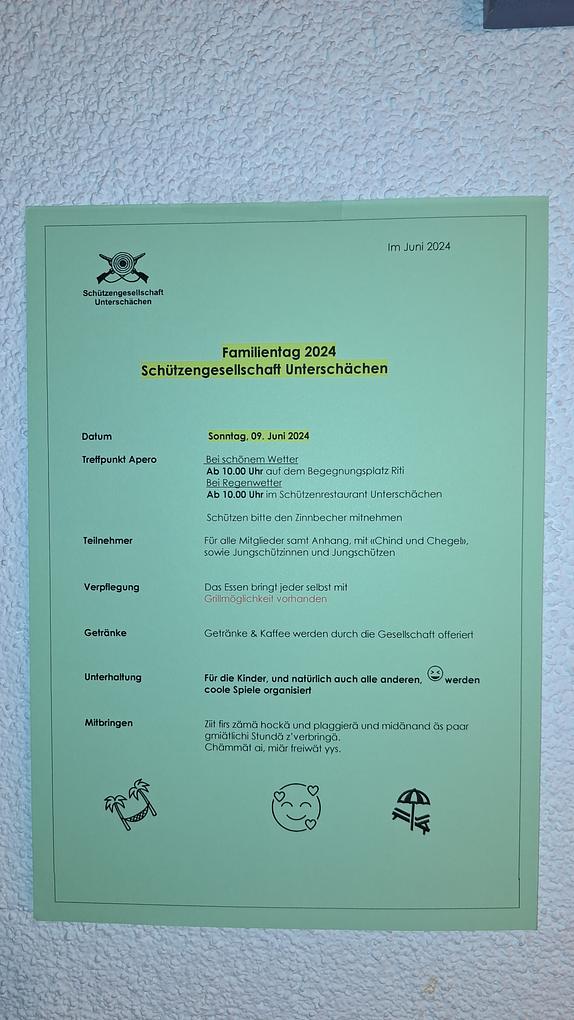 Im Juni 2024
Schützengesellschaft
Unterschächen
Familientag 2024
Schützengesellschaft Unterschächen
Datum Sonntag, 09. Juni 2024
Treffpunkt Apero Bei schönem Wetter
Ab 10.00 Uhr auf dem Begegnungsplatz Riti
Bei Regenwetter
Ab 10.00 Uhr im Schützenrestaurant Unterschächen
Schützen bitte den Zinnbecher mitnehmen
Teilnehmer Für alle Mitglieder samt Anhang, mit «Chind und Chegel»,
sowie Jungschützinnen und Jungschützen
Verpflegung Das Essen bringt jeder selbst mit
Grillmöglichkeit vorhanden
Getränke Getränke & Kaffee werden durch die Gesellschaft offeriert
Unterhaltung Für die Kinder, und natürlich auch alle anderen, werden
coole Spiele organisiert
Mitbringen Ziit firs zämä hockä und plaggierä und midänand äs paar
gmiätlichi Stundä z'verbringä.
Chämmät ai, miär freiwät yys.